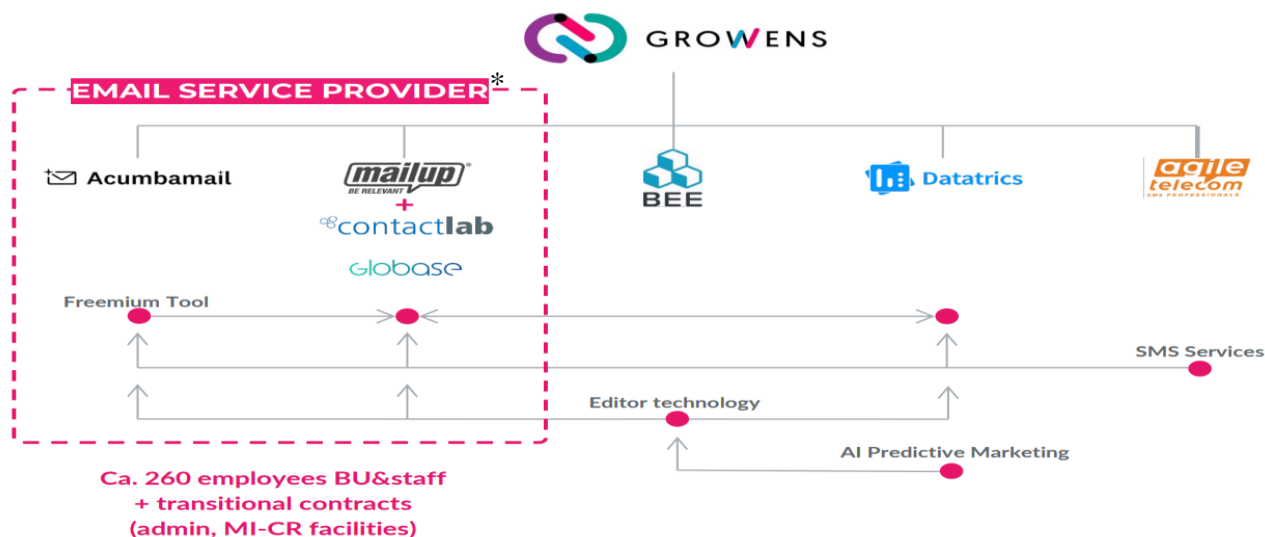 GROWENS
EMAIL SERVICE PROVIDER*
Acumbamail
mailup®
BE RELEVANT
+
contactlab
Globase
BEE
Datatrics
agile
telecom
SMS PROFESSIONALS
Freemium Tool
SMS Services
Editor technology
AI Predictive Marketing
Ca. 260 employees BU&staff
+ transitional contracts
(admin, MI-CR facilities)